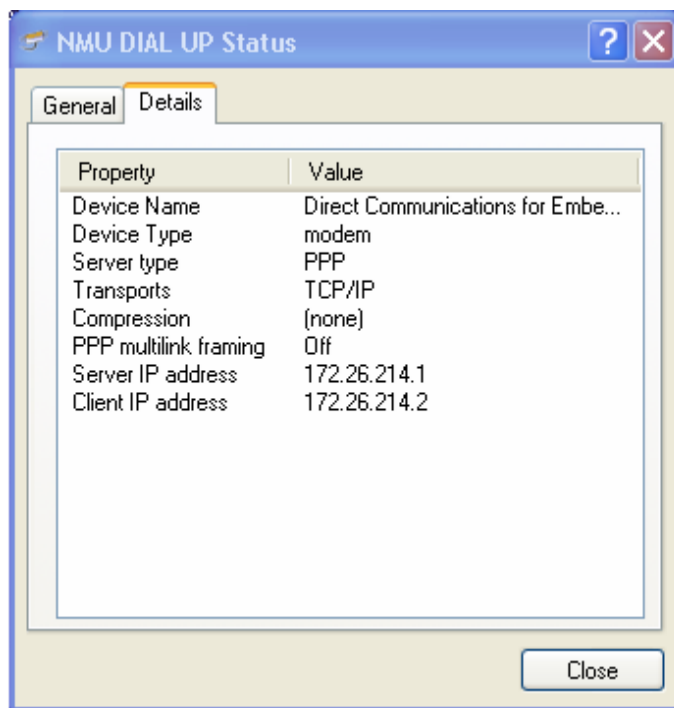 NMU DIAL UP Status
General Details
Property Value
Device Name Direct Communications for Embe...
Device Type modem
Server type PPP
Transports TCP/IP
Compression (none)
PPP multilink framing Off
Server IP address 172.26.214.1
Client IP address 172.26.214.2
Close